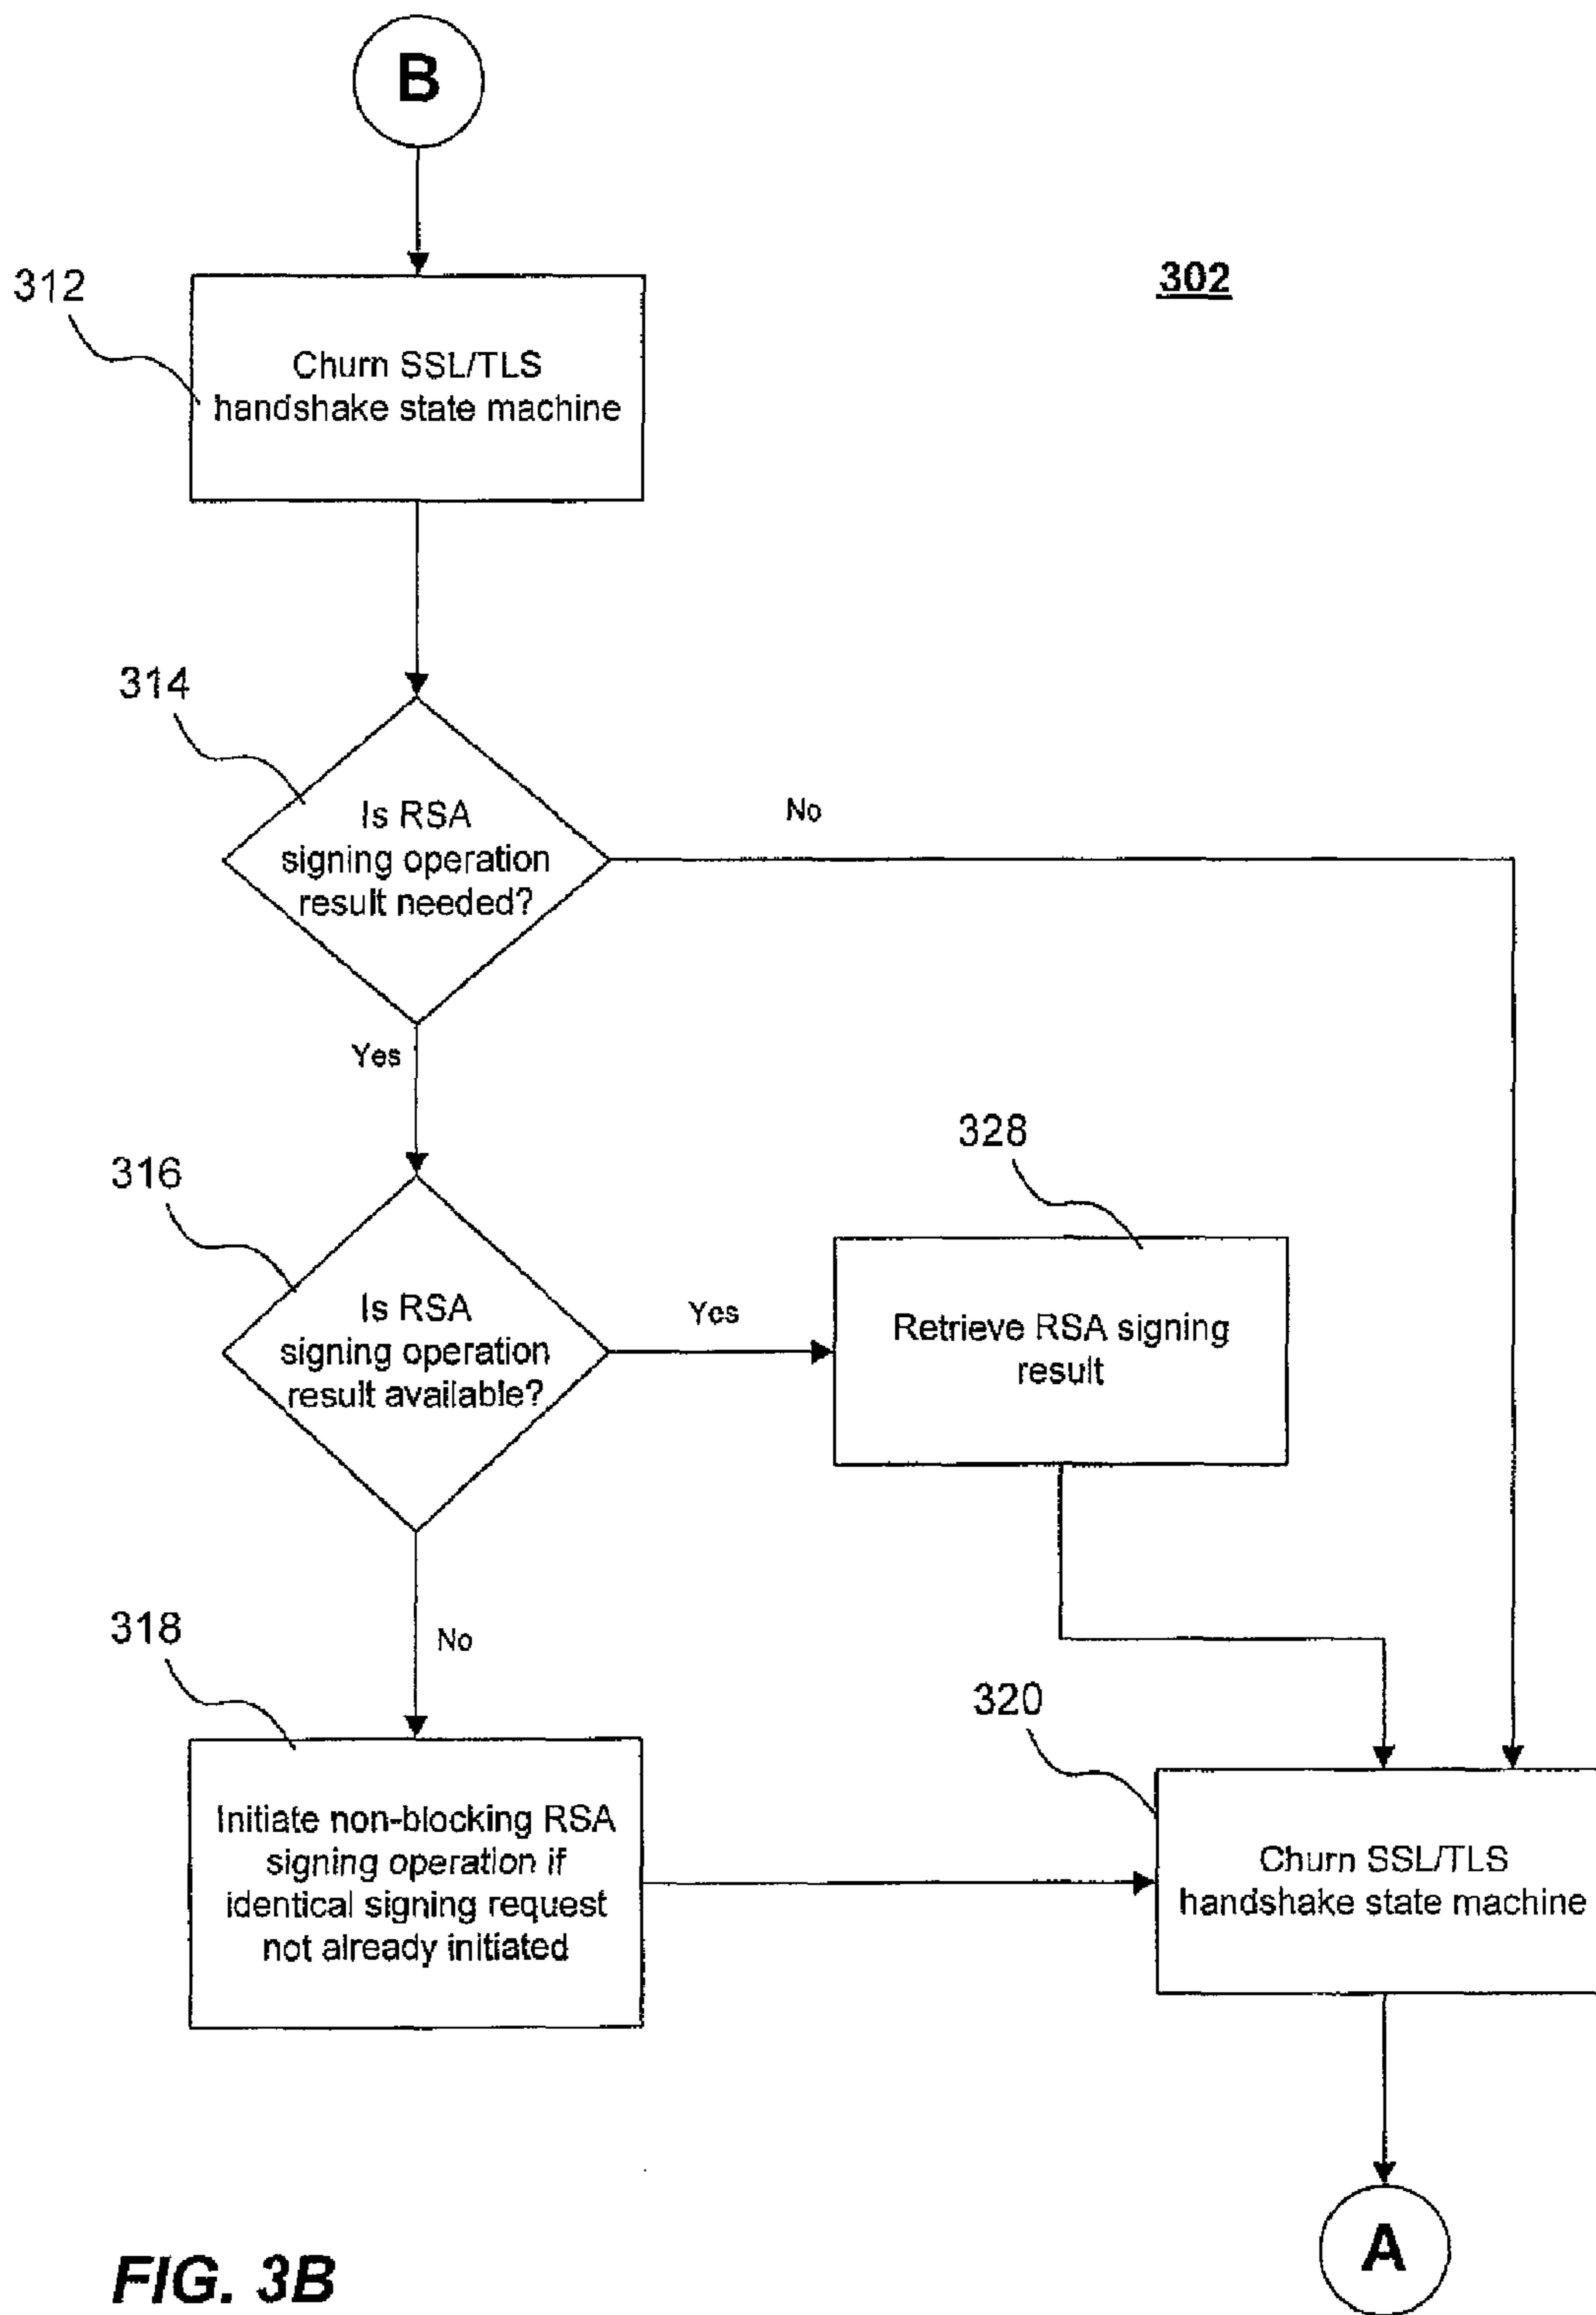 B
302
312
Churn SSL/TLS
handshake state machine
314
Is RSA
signing operation
result needed?
No
Yes
316
Is RSA
signing operation
result available?
Yes
328
Retrieve RSA signing
result
No
318
Initiate non-blocking RSA
signing operation if
identical signing request
not already initiated
320
Churn SSL/TLS
handshake state machine
A
FIG. 3B